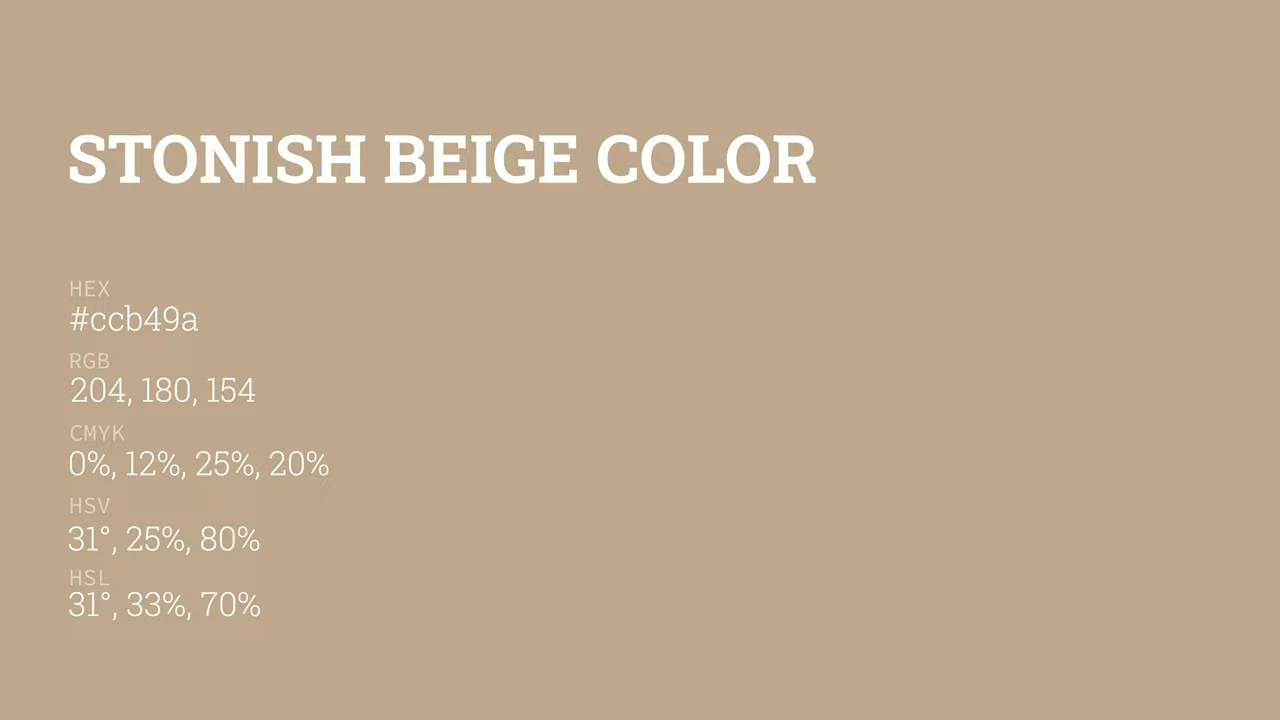 STONISH BEIGE COLOR
HEX
#ccb49a
RGB
204, 180, 154
CMYK
0%, 12%, 25%, 20%
HSV
31°, 25%, 80%
HSL
31°, 33%, 70%